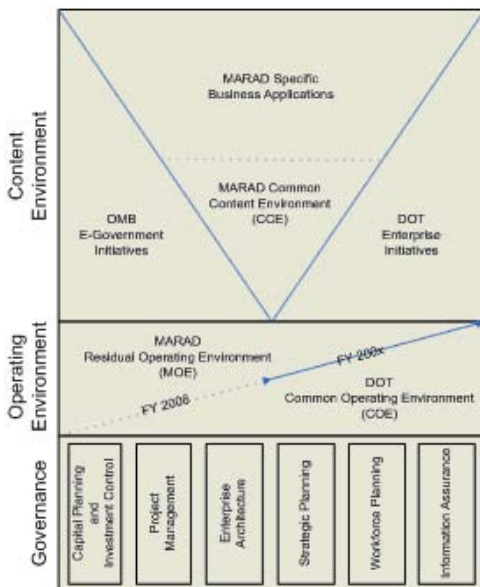 Content
Environment
MARAD Specific
Business Applications
MARAD Common
Content Environment
(CCE)
OMB
E-Government
Initiatives
DOT
Enterprise
Initiatives
Operating
Environment
MARAD
Residual Operating Environment
(MOE)
FY 2006
FY 200x
DOT
Common Operating Environment
(COE)
Governance
Capital Planning
and
Investment Control
Project
Management
Enterprise
Architecture
Strategic Planning
Workforce Planning
Information Assurance